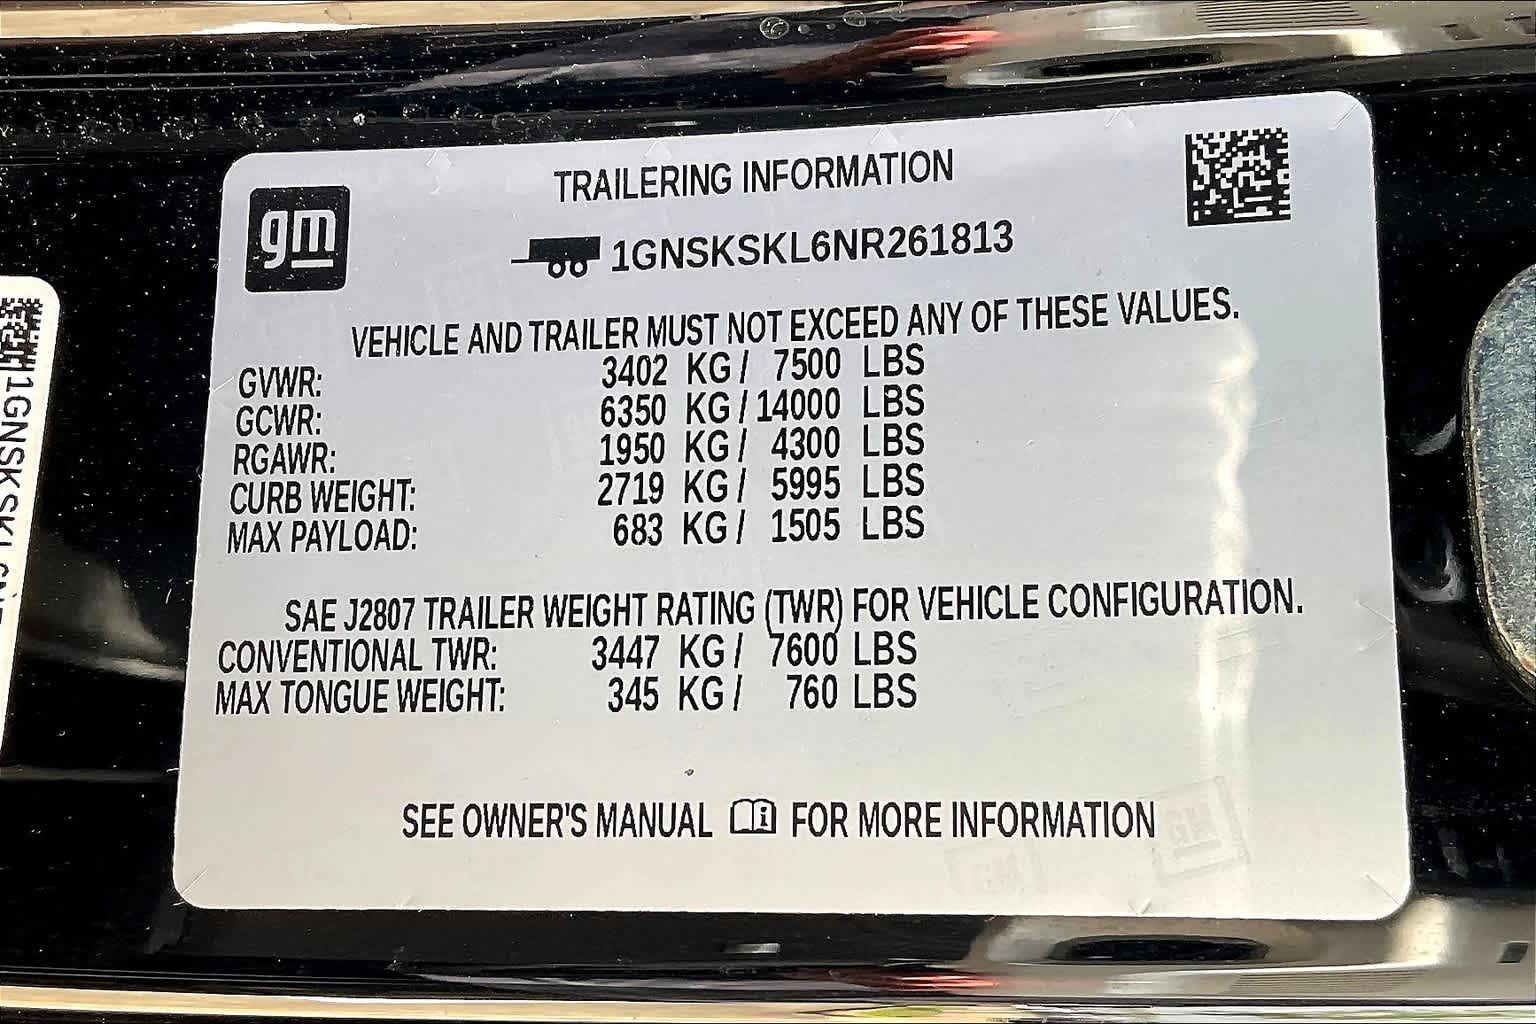 gm
TRAILERING INFORMATION
1GNSKSKL6NR261813
VEHICLE AND TRAILER MUST NOT EXCEED ANY OF THESE VALUES.
GVWR: 3402 KG / 7500 LBS
GCWR: 6350 KG / 14000 LBS
RGAWR: 1950 KG / 4300 LBS
CURB WEIGHT: 2719 KG / 5995 LBS
MAX PAYLOAD: 683 KG / 1505 LBS
SAE J2807 TRAILER WEIGHT RATING (TWR) FOR VEHICLE CONFIGURATION.
CONVENTIONAL TWR: 3447 KG / 7600 LBS
MAX TONGUE WEIGHT: 345 KG / 760 LBS
SEE OWNER'S MANUAL FOR MORE INFORMATION